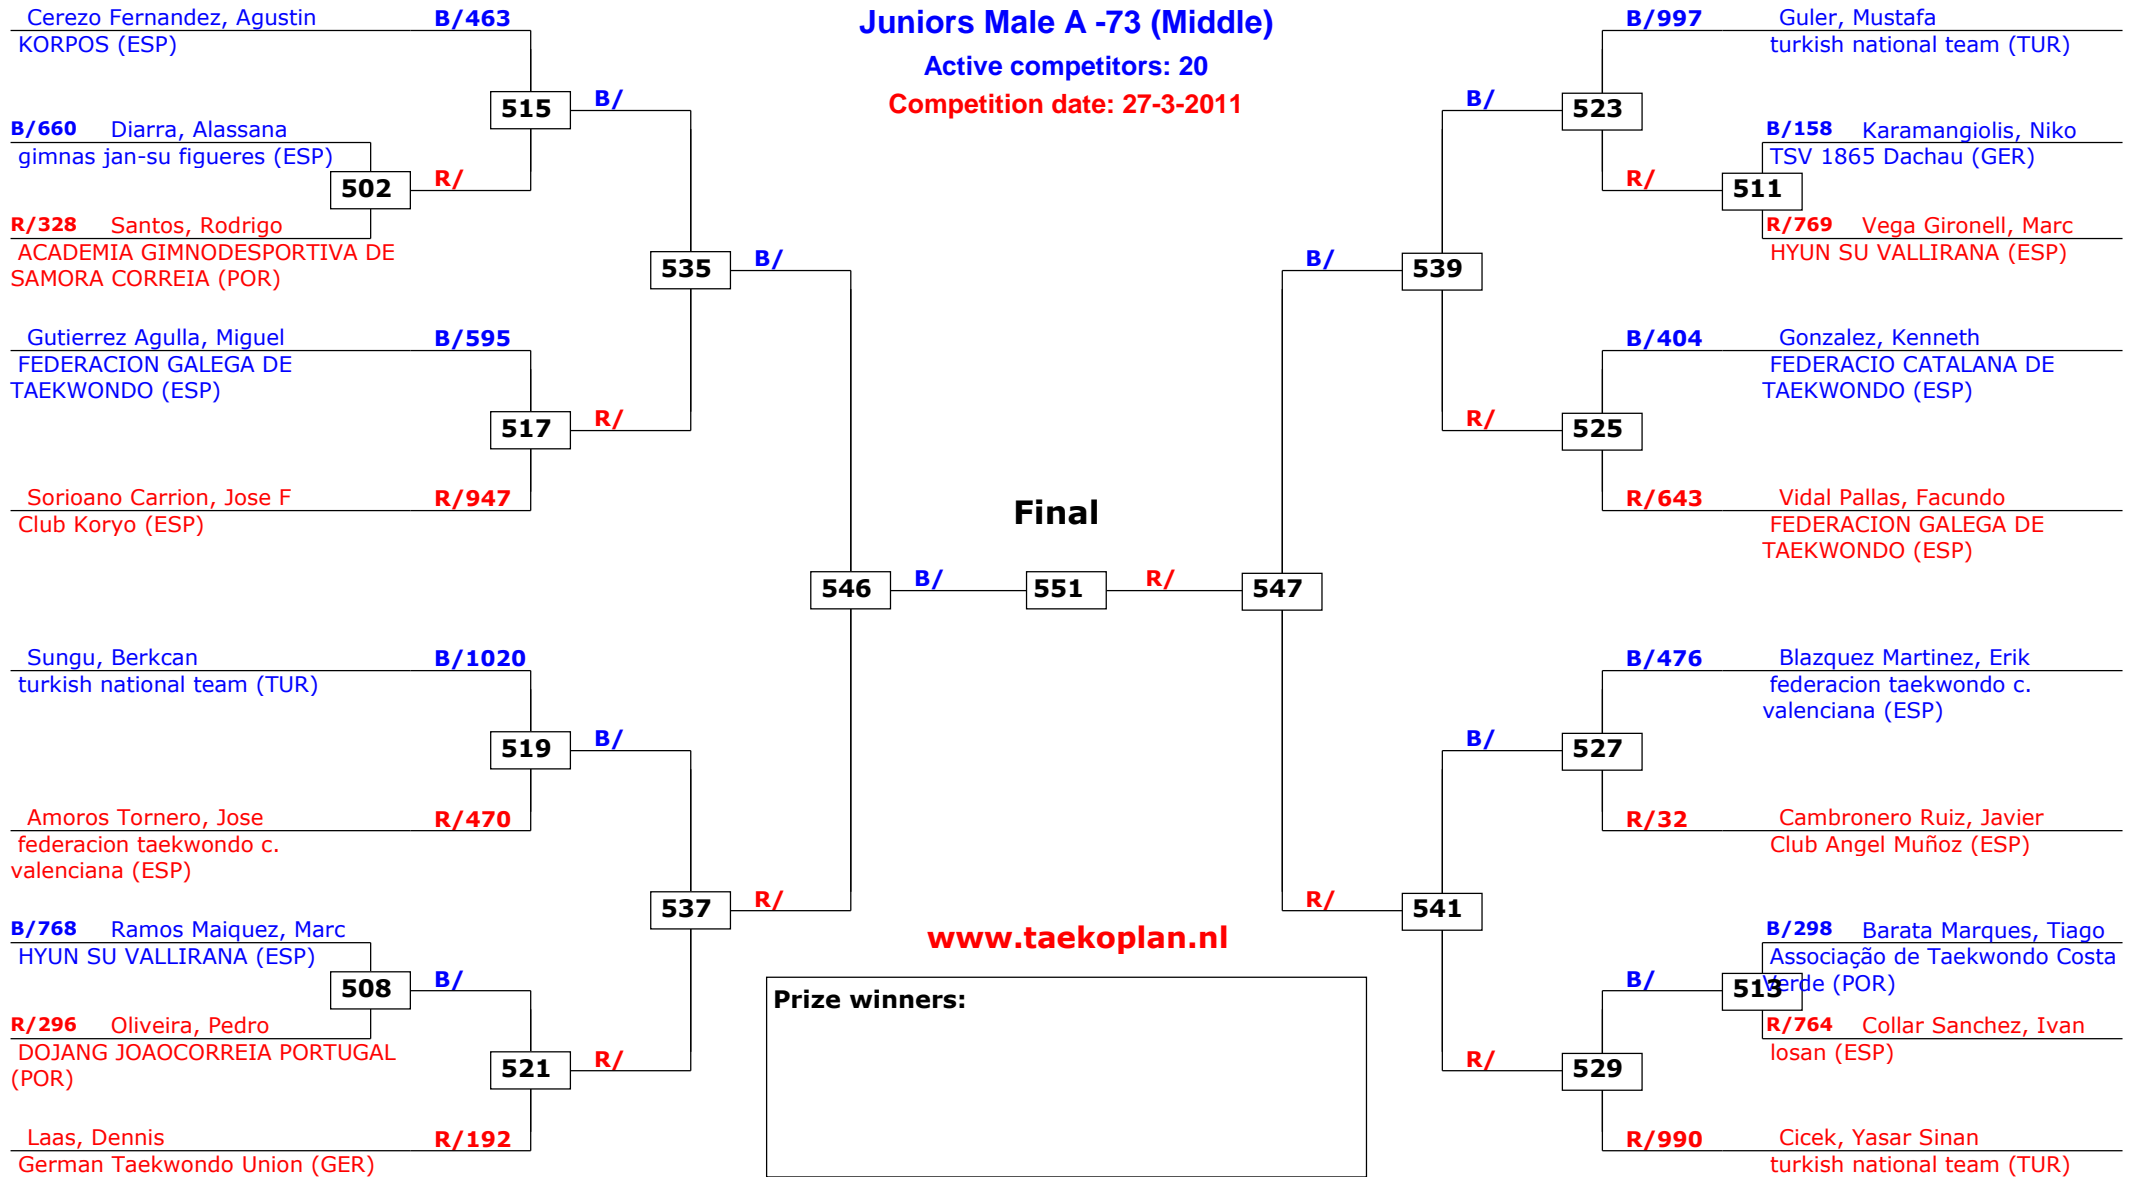 Juniors Male A -73 (Middle)
Active competitors: 20
Competition date: 27-3-2011
Cerezo Fernandez, Agustin B/463
KORPOS (ESP)
515
B/
B/660 Diarra, Alassana
gimnas jan-su figueres (ESP)
502
R/
R/328 Santos, Rodrigo
ACADEMIA GIMNODESPORTIVA DE
SAMORA CORREIA (POR)
535
B/
Gutierrez Agulla, Miguel B/595
FEDERACION GALEGA DE
TAEKWONDO (ESP)
517
R/
Sorioano Carrion, Jose F R/947
Club Koryo (ESP)
546
B/
Sungu, Berkcan B/1020
turkish national team (TUR)
519
B/
Amoros Tornero, Jose R/470
federacion taekwondo c.
valenciana (ESP)
537
R/
B/768 Ramos Maiquez, Marc
HYUN SU VALLIRANA (ESP)
508
B/
R/296 Oliveira, Pedro
DOJANG JOAOCORREIA PORTUGAL
(POR)
521
R/
Laas, Dennis R/192
German Taekwondo Union (GER)
Final
551
R/
547
B/997 Guler, Mustafa
turkish national team (TUR)
B/
523
B/158 Karamangiolis, Niko
TSV 1865 Dachau (GER)
R/
511
R/769 Vega Gironell, Marc
HYUN SU VALLIRANA (ESP)
B/
539
B/404 Gonzalez, Kenneth
FEDERACIO CATALANA DE
TAEKWONDO (ESP)
R/
525
R/643 Vidal Pallas, Facundo
FEDERACION GALEGA DE
TAEKWONDO (ESP)
B/476 Blazquez Martinez, Erik
federacion taekwondo c.
valenciana (ESP)
B/
527
R/32 Cambronero Ruiz, Javier
Club Angel Muñoz (ESP)
R/
541
B/298 Barata Marques, Tiago
Associação de Taekwondo Costa
Verde (POR)
B/
513
R/764 Collar Sanchez, Ivan
losan (ESP)
R/
529
R/990 Cicek, Yasar Sinan
turkish national team (TUR)
www.taekoplan.nl
Prize winners: